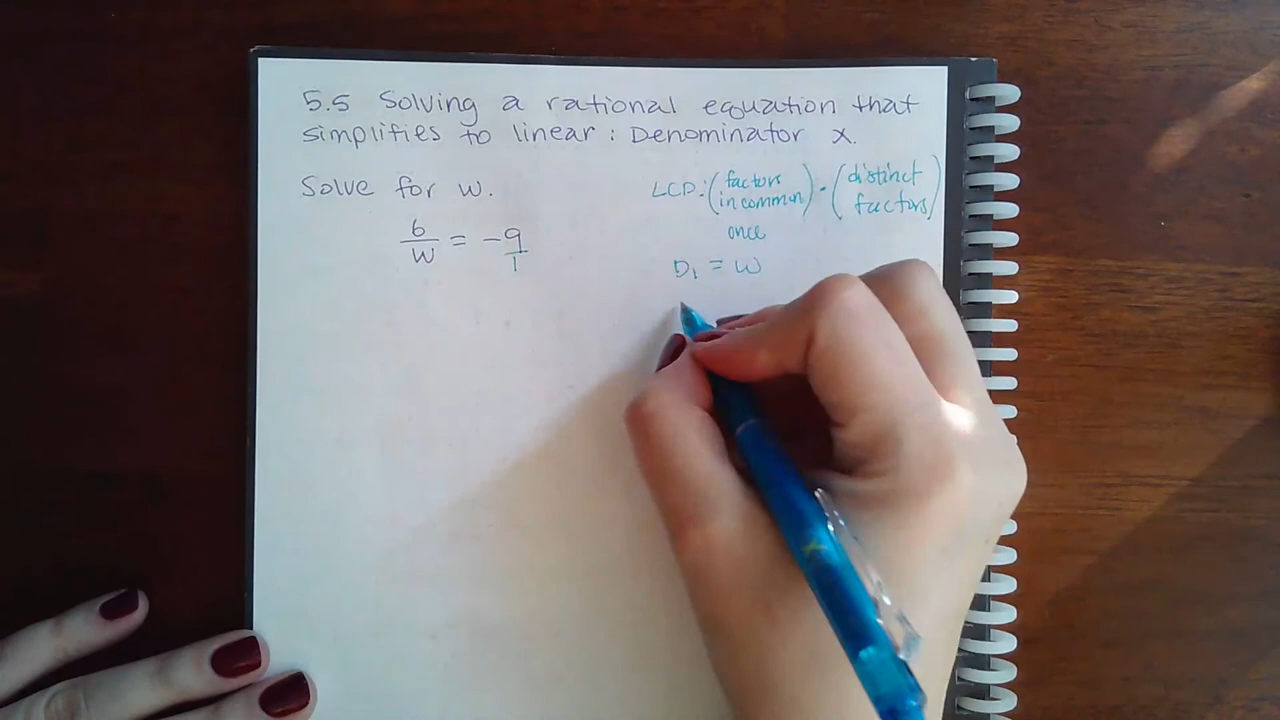 5.5 Solving a rational equation that
simplifies to linear: Denominator x.
Solve for w.
6/w = -9/1
LCD: (factors in common) · (distinct factors)
once
D₁ = w